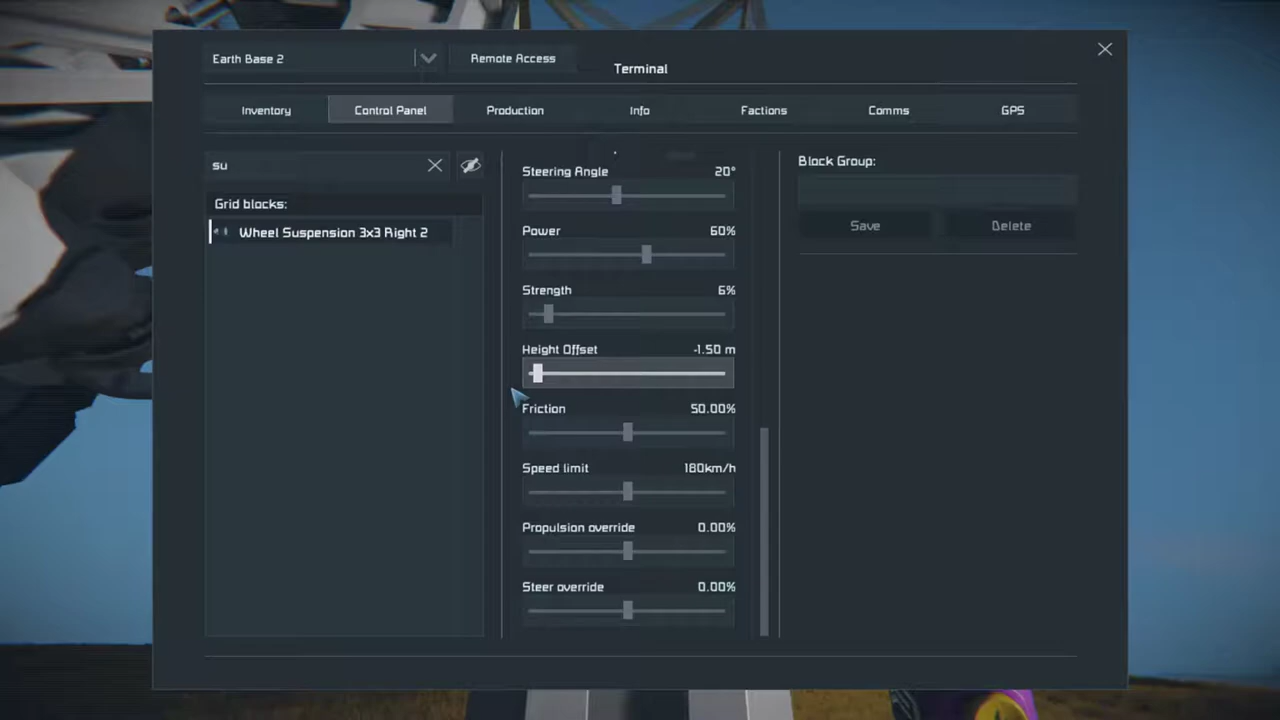 Earth Base 2
Remote Access
Terminal
Inventory
Control Panel
Production
Info
Factions
Comms
GPS
su
Grid blocks:
Wheel Suspension 3x3 Right 2
Steering Angle 20°
Power 60%
Strength 6%
Height Offset -1.50 m
Friction 50.00%
Speed limit 180km/h
Propulsion override 0.00%
Steer override 0.00%
Block Group:
Save
Delete